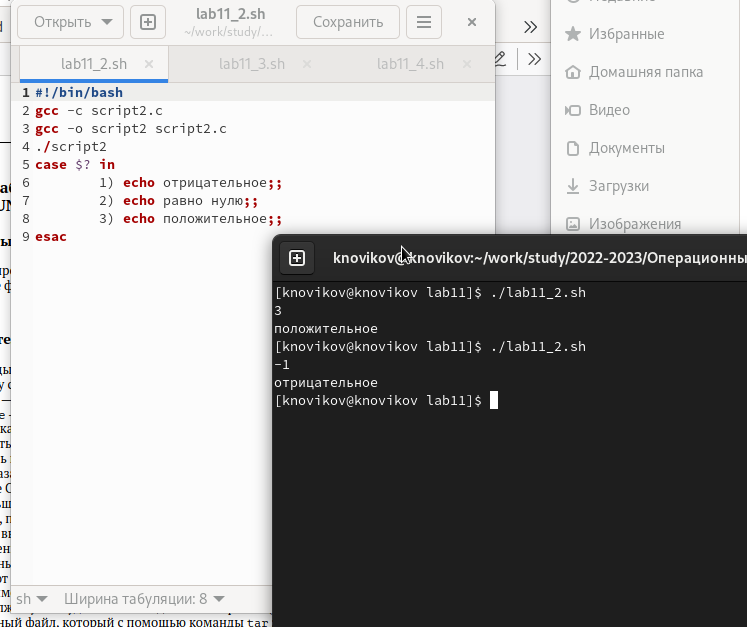 Открыть
lab11_2.sh
~/work/study/...
Сохранить
lab11_2.sh
lab11_3.sh
lab11_4.sh
1 #!/bin/bash
2 gcc -c script2.c
3 gcc -o script2 script2.c
4 ./script2
5 case $? in
6 1) echo отрицательное;;
7 2) echo равно нулю;;
8 3) echo положительное;;
9 esac
sh
Ширина табуляции: 8
Избранные
Домашняя папка
Видео
Документы
Загрузки
Изображения
knovikov@knovikov:~/work/study/2022-2023/Операционны
[knovikov@knovikov lab11]$ ./lab11_2.sh
3
положительное
[knovikov@knovikov lab11]$ ./lab11_2.sh
-1
отрицательное
[knovikov@knovikov lab11]$
ный файл, который с помощью команды tar